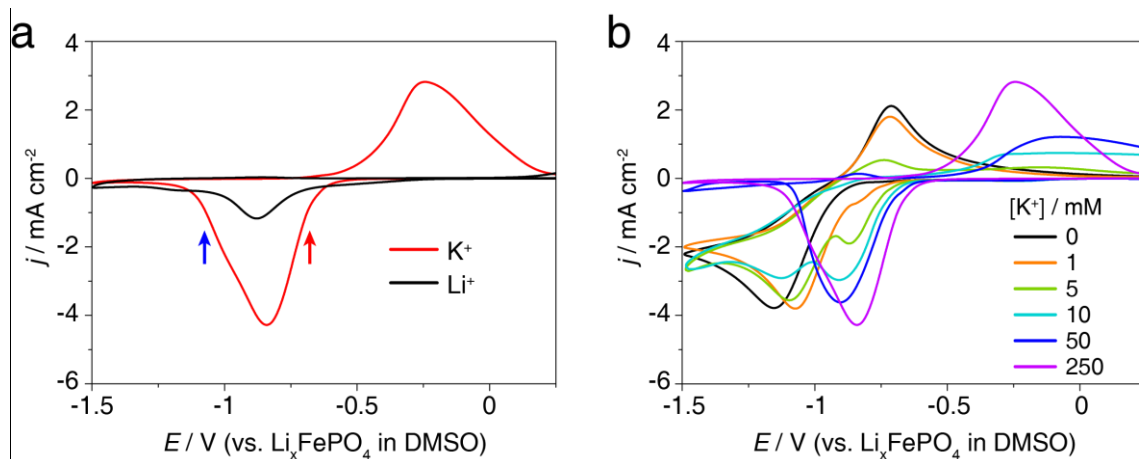 a
4
2
0
-2
-4
-6
j / mA cm⁻²
K⁺
Li⁺
-1.5
-1
-0.5
0
E / V (vs. LiₓFePO₄ in DMSO)
b
4
2
0
-2
-4
-6
j / mA cm⁻²
[K⁺] / mM
0
1
5
10
50
250
-1.5
-1
-0.5
0
E / V (vs. LiₓFePO₄ in DMSO)